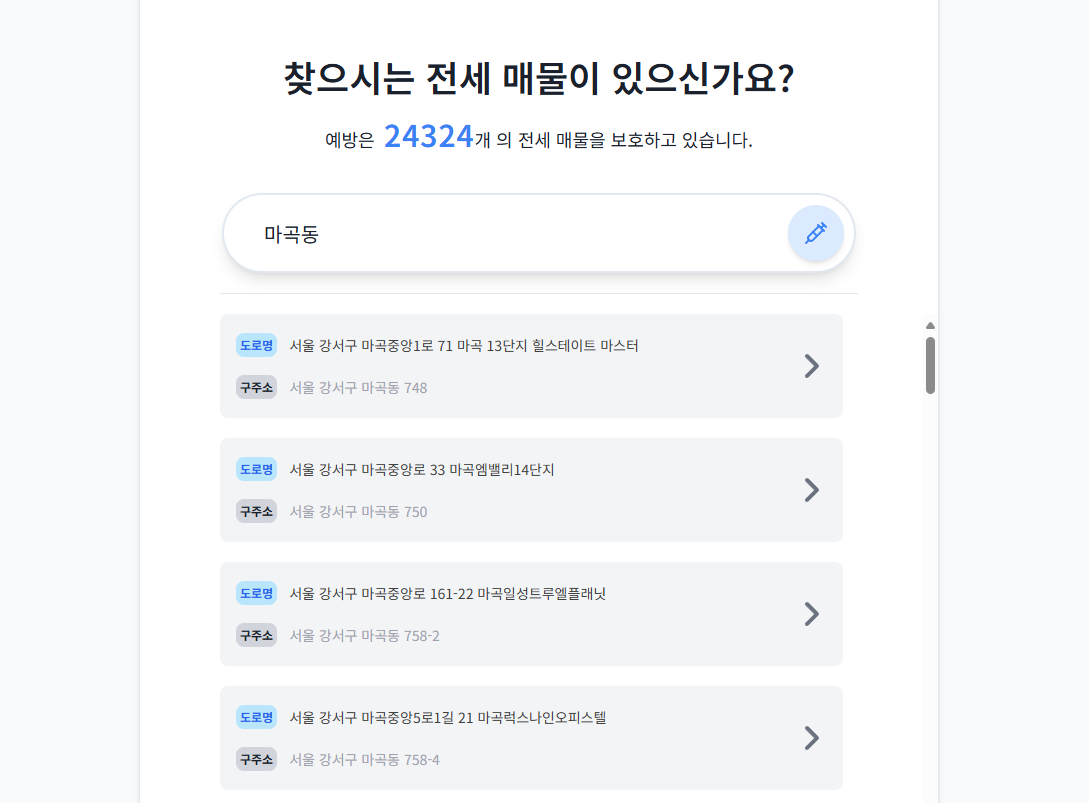 찾으시는 전세 매물이 있으신가요?
예방은 24324개 의 전세 매물을 보호하고 있습니다.
마곡동
도로명 서울 강서구 마곡중앙1로 71 마곡 13단지 힐스테이트 마스터
구주소 서울 강서구 마곡동 748
도로명 서울 강서구 마곡중앙로 33 마곡엠밸리14단지
구주소 서울 강서구 마곡동 750
도로명 서울 강서구 마곡중앙로 161-22 마곡일성트루엘플래닛
구주소 서울 강서구 마곡동 758-2
도로명 서울 강서구 마곡중앙5로1길 21 마곡럭스나인오피스텔
구주소 서울 강서구 마곡동 758-4